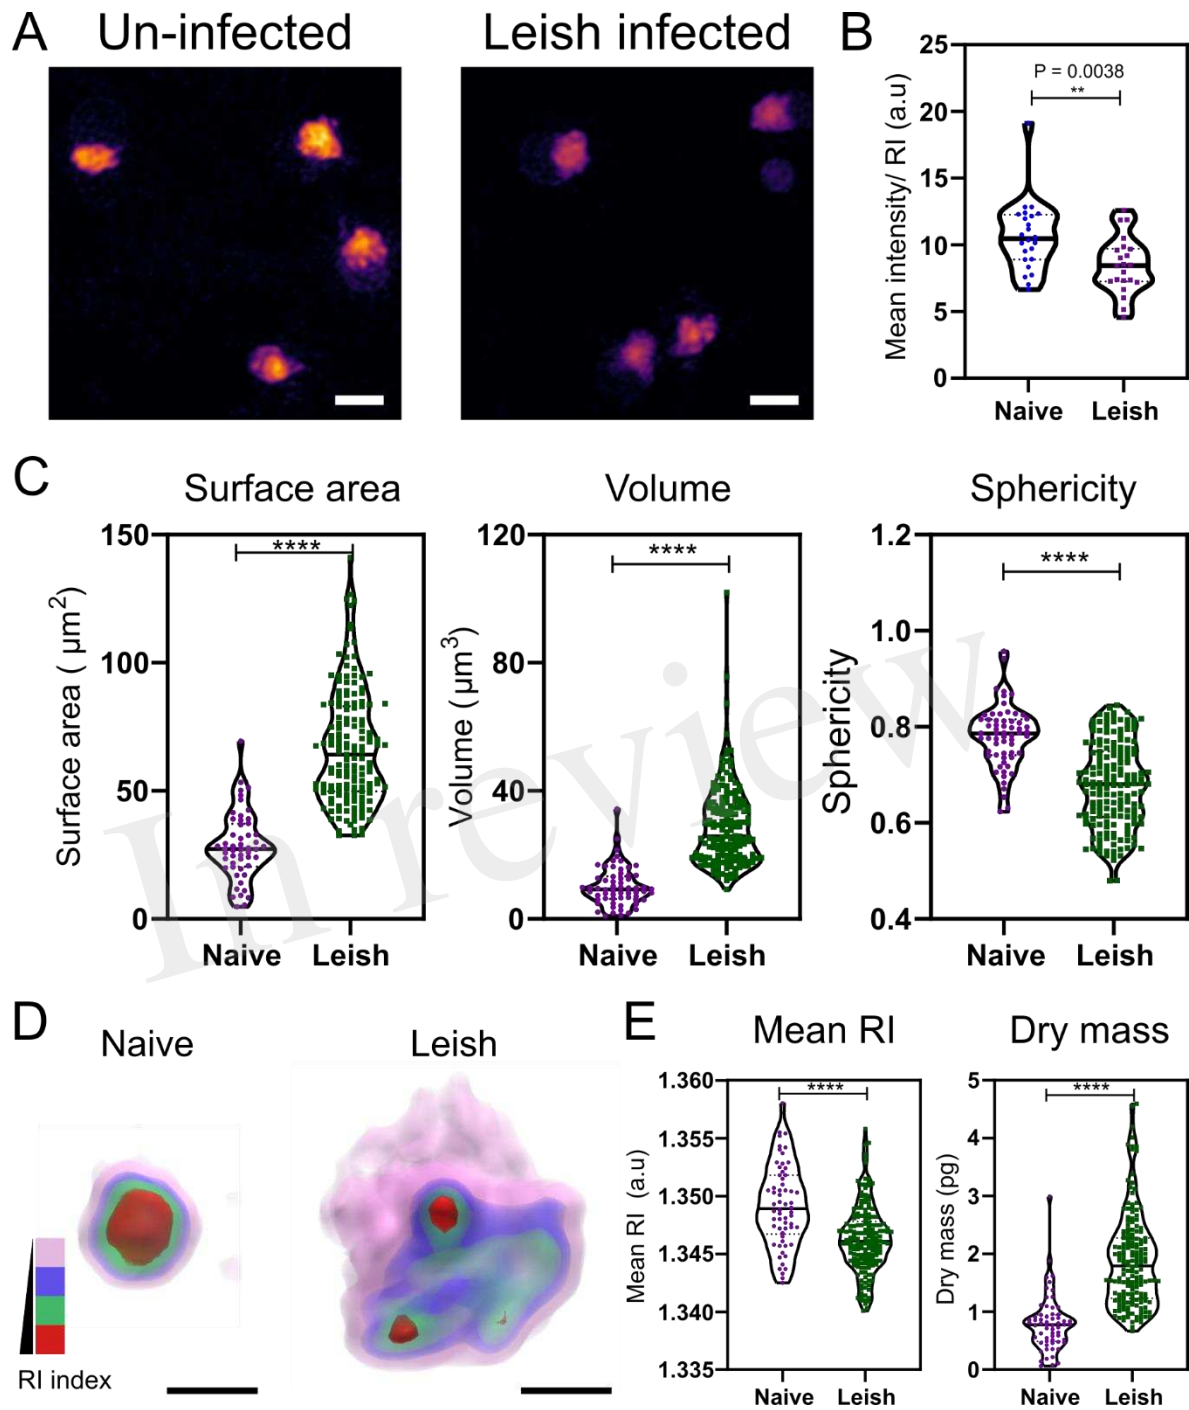 A
Un-infected
Leish infected
B
Mean intensity/ RI (a.u)
25
20
15
10
5
0
P = 0.0038
**
Naive
Leish
C
Surface area
Surface area ( µm²)
150
100
50
0
****
Naive
Leish
Volume
Volume ( µm³)
120
80
40
0
****
Naive
Leish
Sphericity
Sphericity
1.2
1.0
0.8
0.6
0.4
****
Naive
Leish
In review
D
Naive
Leish
RI index
E
Mean RI
Mean RI (a.u)
1.360
1.355
1.350
1.345
1.340
1.335
****
Naive
Leish
Dry mass
Dry mass (pg)
5
4
3
2
1
0
****
Naive
Leish